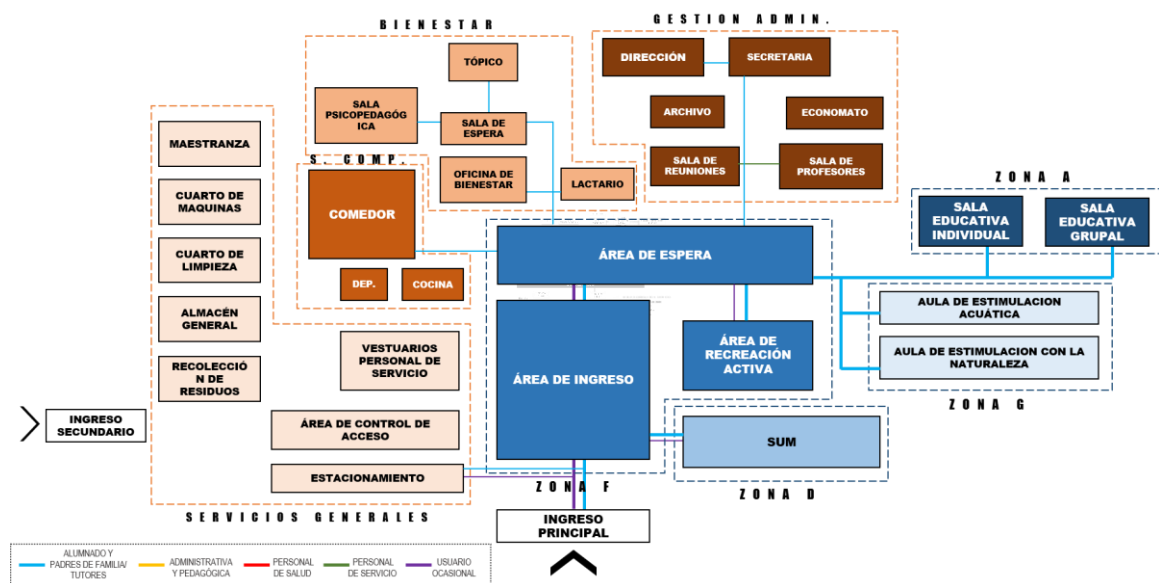 BIENESTAR
GESTION ADMIN.
TÓPICO
DIRECCIÓN
SECRETARIA
SALA
PSICOPEDAGÓG
ICA
SALA DE
ESPERA
ARCHIVO
ECONOMATO
MAESTRANZA
S. COMP.
OFICINA DE
BIENESTAR
LACTARIO
SALA DE
REUNIONES
SALA DE
PROFESORES
ZONA A
CUARTO DE
MAQUINAS
COMEDOR
SALA
EDUCATIVA
INDIVIDUAL
SALA
EDUCATIVA
GRUPAL
CUARTO DE
LIMPIEZA
ÁREA DE ESPERA
DEP.
COCINA
ALMACÉN
GENERAL
AULA DE ESTIMULACION
ACUÁTICA
VESTUARIOS
PERSONAL DE
SERVICIO
ÁREA DE
RECREACIÓN
ACTIVA
AULA DE ESTIMULACION CON LA
NATURALEZA
RECOLECCIÓ
N DE
RESIDUOS
ÁREA DE INGRESO
ZONA G
INGRESO
SECUNDARIO
ÁREA DE CONTROL DE
ACCESO
SUM
ESTACIONAMIENTO
ZONA F
ZONA D
SERVICIOS GENERALES
INGRESO
PRINCIPAL
ALUMNADO Y
PADRES DE FAMILIA/
TUTORES
ADMINISTRATIVA
Y PEDAGÓGICA
PERSONAL
DE SALUD
PERSONAL
DE SERVICIO
USUARIO
OCASIONAL